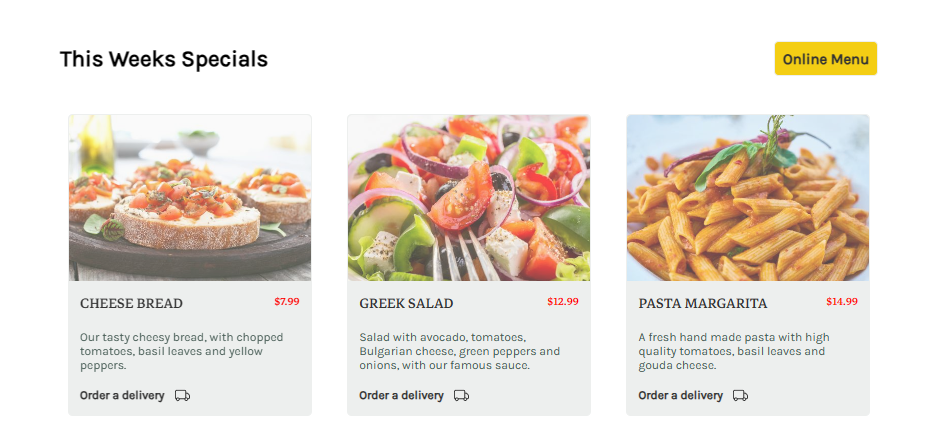 This Weeks Specials
Online Menu
CHEESE BREAD $7.99
Our tasty cheesy bread, with chopped
tomatoes, basil leaves and yellow
peppers.
Order a delivery
GREEK SALAD $12.99
Salad with avocado, tomatoes,
Bulgarian cheese, green peppers and
onions, with our famous sauce.
Order a delivery
PASTA MARGARITA $14.99
A fresh hand made pasta with high
quality tomatoes, basil leaves and
gouda cheese.
Order a delivery